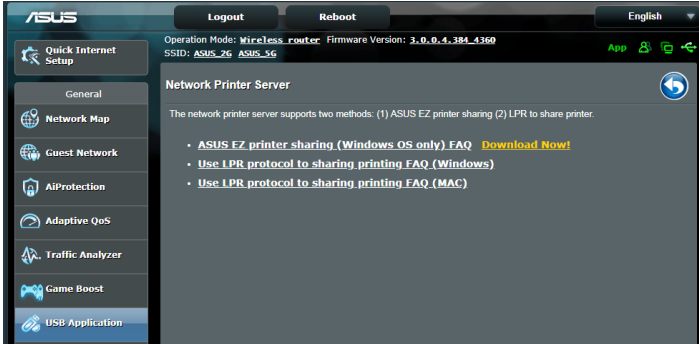 ASUS
Logout
Reboot
English
Quick Internet
Setup
Operation Mode: Wireless router Firmware Version: 3.0.0.4.384_4360
SSID: ASUS_2G ASUS_5G
App
General
Network Map
Guest Network
AiProtection
Adaptive QoS
Traffic Analyzer
Game Boost
USB Application
Network Printer Server
The network printer server supports two methods: (1) ASUS EZ printer sharing (2) LPR to share printer.
ASUS EZ printer sharing (Windows OS only) FAQ Download Now!
Use LPR protocol to sharing printing FAQ (Windows)
Use LPR protocol to sharing printing FAQ (MAC)